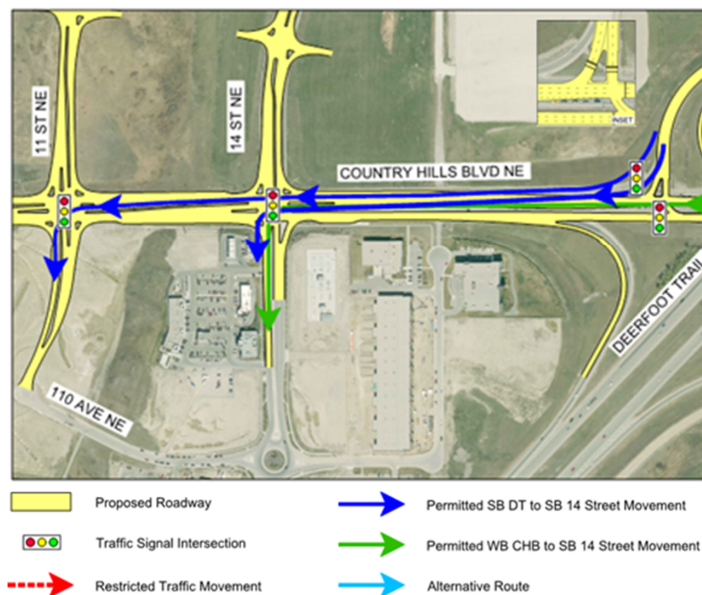 11 ST NE
14 ST NE
COUNTRY HILLS BLVD NE
INSET
DEERFOOT TRAIL
110 AVE NE
Proposed Roadway
Permitted SB DT to SB 14 Street Movement
Traffic Signal Intersection
Permitted WB CHB to SB 14 Street Movement
Restricted Traffic Movement
Alternative Route